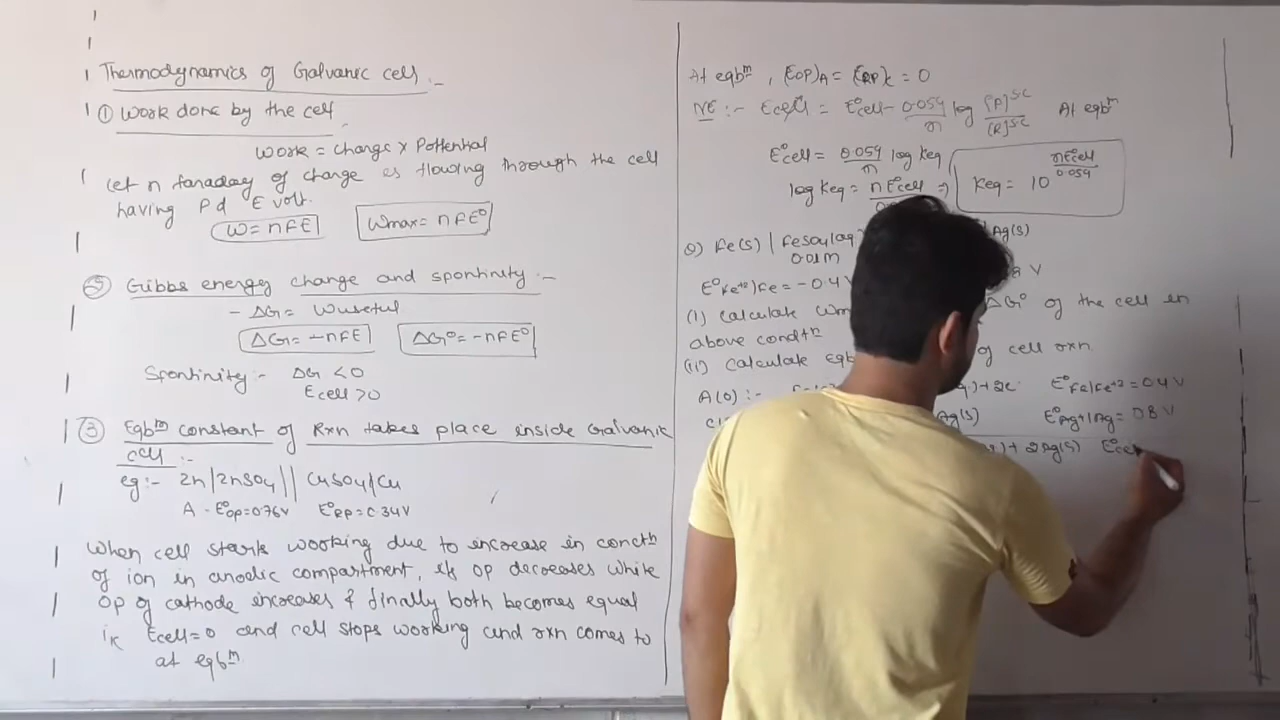 Thermodynamics of Galvanic cell :-
① Work done by the cell
Work = Charge x Potential
Let n faraday of charge is flowing through the cell
having Pd E volt.
W = nFE Wmax = nFE°
② Gibbs energy change and spontinity :-
- ΔG = Wuseful
ΔG = -nFE ΔG° = -nFE°
Spontinity :- ΔG < 0
Ecell > 0
③ Eqbᵐ constant of Rxn takes place inside Galvanic
cell :-
eg :- Zn/ZnSO4 || CuSO4/Cu
A - E°OP = 0.76V E°RP = 0.34V
When cell starts working due to increase in conctⁿ
of ion in anodic compartment, its OP decreases while
OP of cathode increases & finally both becomes equal
Ecell = 0 and cell stops working and rxn comes to
at eqbᵐ
At eqbᵐ, (EOP)A = (ERP)C = 0
NE :- Ecell = E°cell - 0.059/n log [P]^SC/[R]^SC At eqbᵐ
E°cell = 0.059/n log Keq
log Keq = nE°cell/ ⇒ Keq = 10^(nE°cell/0.059)
Q) Fe(s) | FeSO4(aq) |Ag(s)
0.01M
E°Fe+2/Fe = -0.4 V 8 V
(i) Calculate ΔG° of the cell in
above condtⁿ
(ii) Calculate eqb of cell rxn
A(O) :- ) + 2e⁻ E°Fe/Fe+2 = 0.4 V
Ag(s) E°Ag+/Ag = 0.8 V
) + 2Ag(s) E°cell